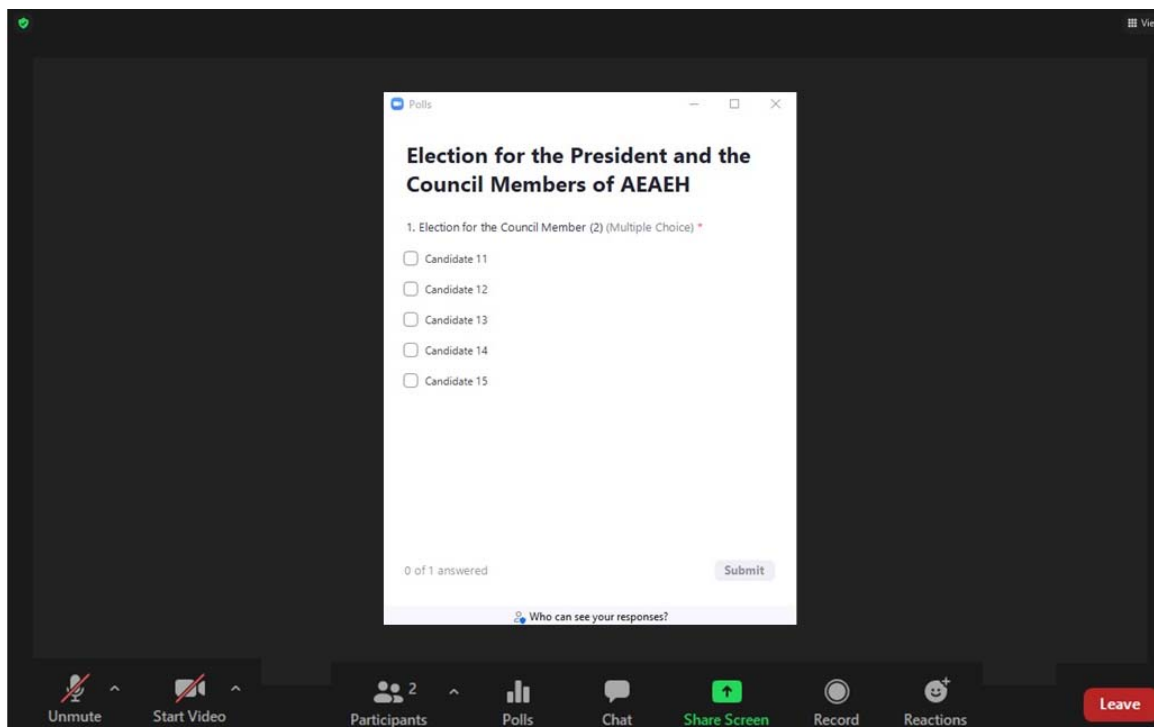 Vie
Polls
Election for the President and the
Council Members of AEAEH
1. Election for the Council Member (2) (Multiple Choice) *
Candidate 11
Candidate 12
Candidate 13
Candidate 14
Candidate 15
0 of 1 answered
Submit
Who can see your responses?
Unmute
Start Video
2
Participants
Polls
Chat
Share Screen
Record
Reactions
Leave